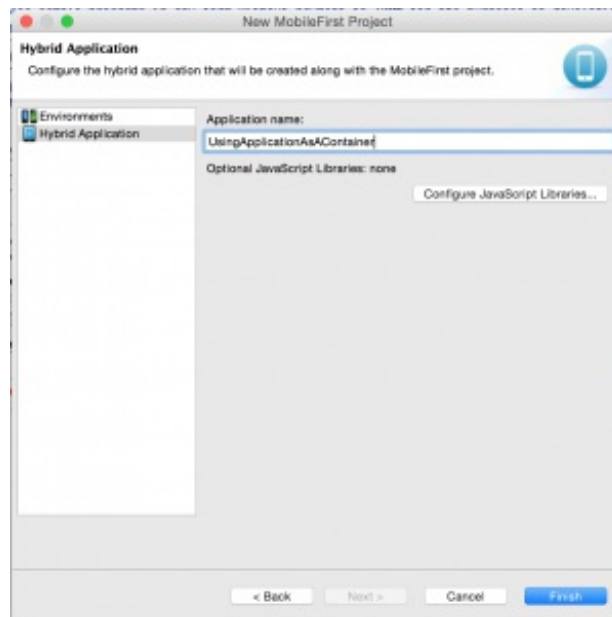 New MobileFirst Project
Hybrid Application
Configure the hybrid application that will be created along with the MobileFirst project.
Environments
Hybrid Application
Application name:
UsingApplicationAsAContainer
Optional JavaScript Libraries: none
Configure JavaScript Libraries...
< Back
Next >
Cancel
Finish